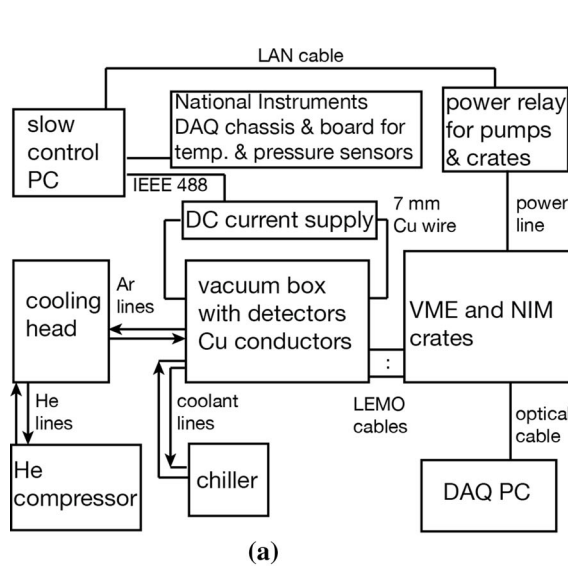 LAN cable
slow
control
PC
National Instruments
DAQ chassis & board for
temp. & pressure sensors
power relay
for pumps
& crates
IEEE 488
DC current supply
7 mm
Cu wire
power
line
cooling
head
Ar
lines
vacuum box
with detectors
Cu conductors
VME and NIM
crates
:
He
lines
coolant
lines
LEMO
cables
optical
cable
He
compressor
chiller
DAQ PC
(a)